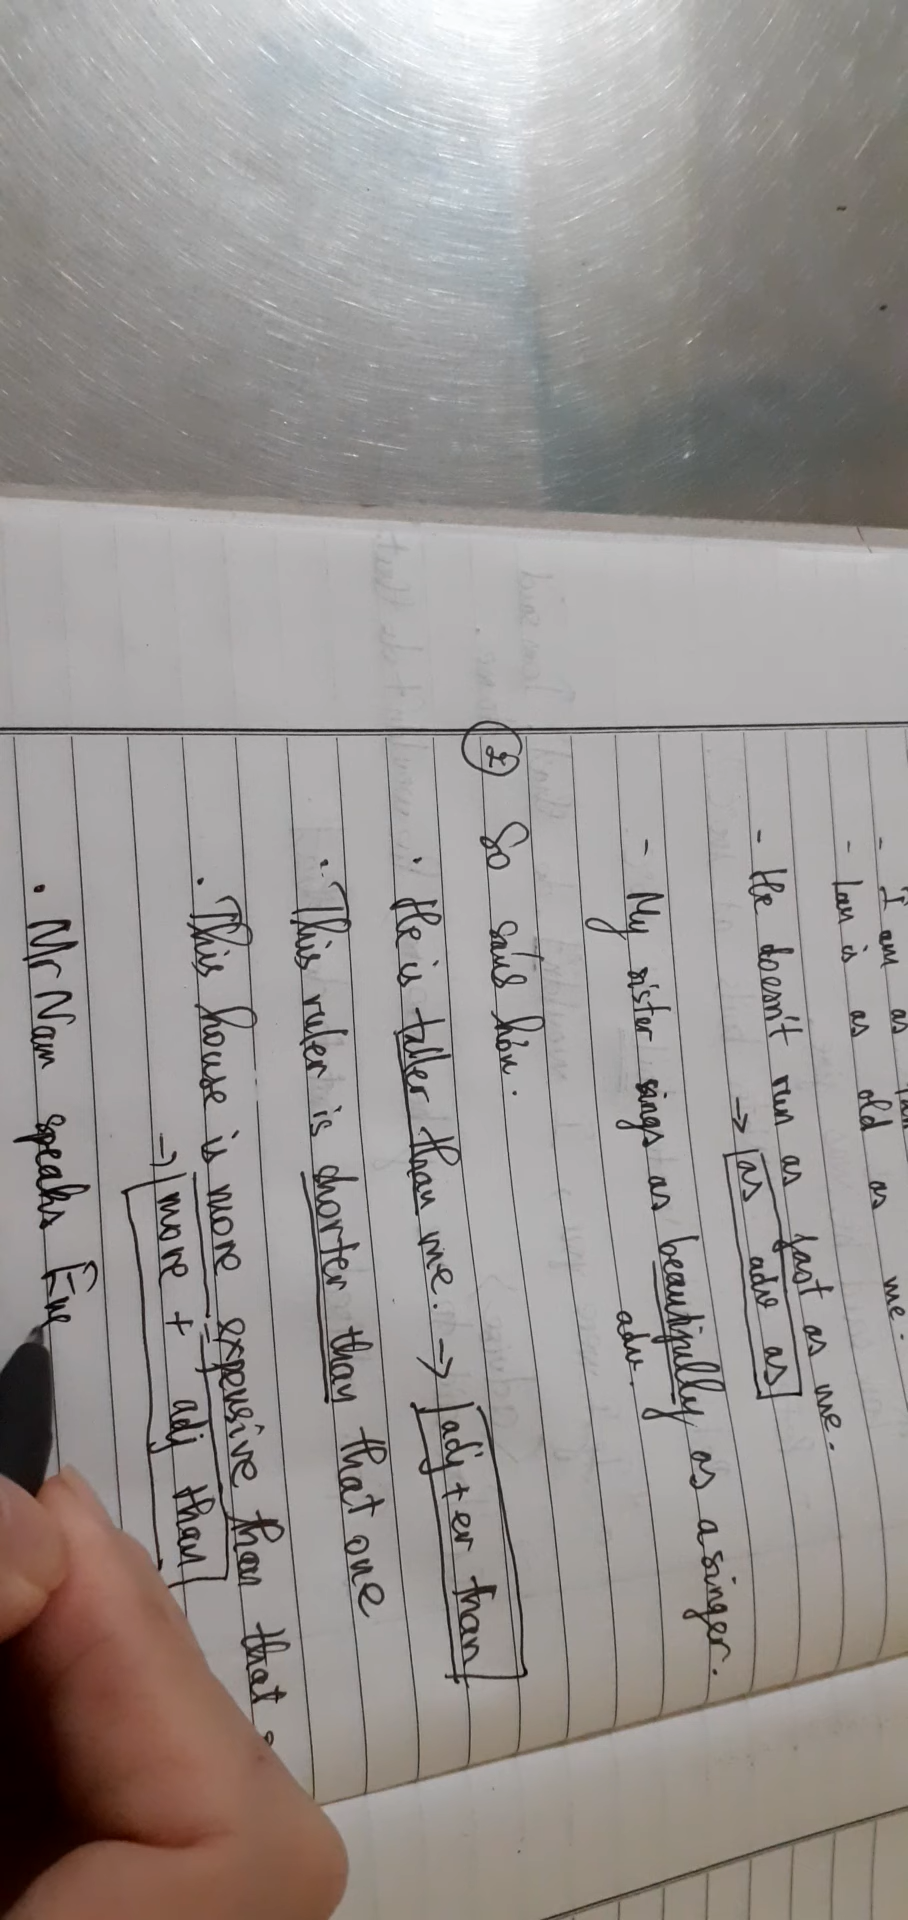 - I am as
- Lan is as old as me.
- He doesn't run as fast as me.
→ as adv as
- My sister sings as beautifully as a singer.
adv.
2 So sánh hơn.
. He is taller than me. → adj + er than
. This ruler is shorter than that one
. This house is more expensive than that
→ more + adj than
. Mr Nam speaks